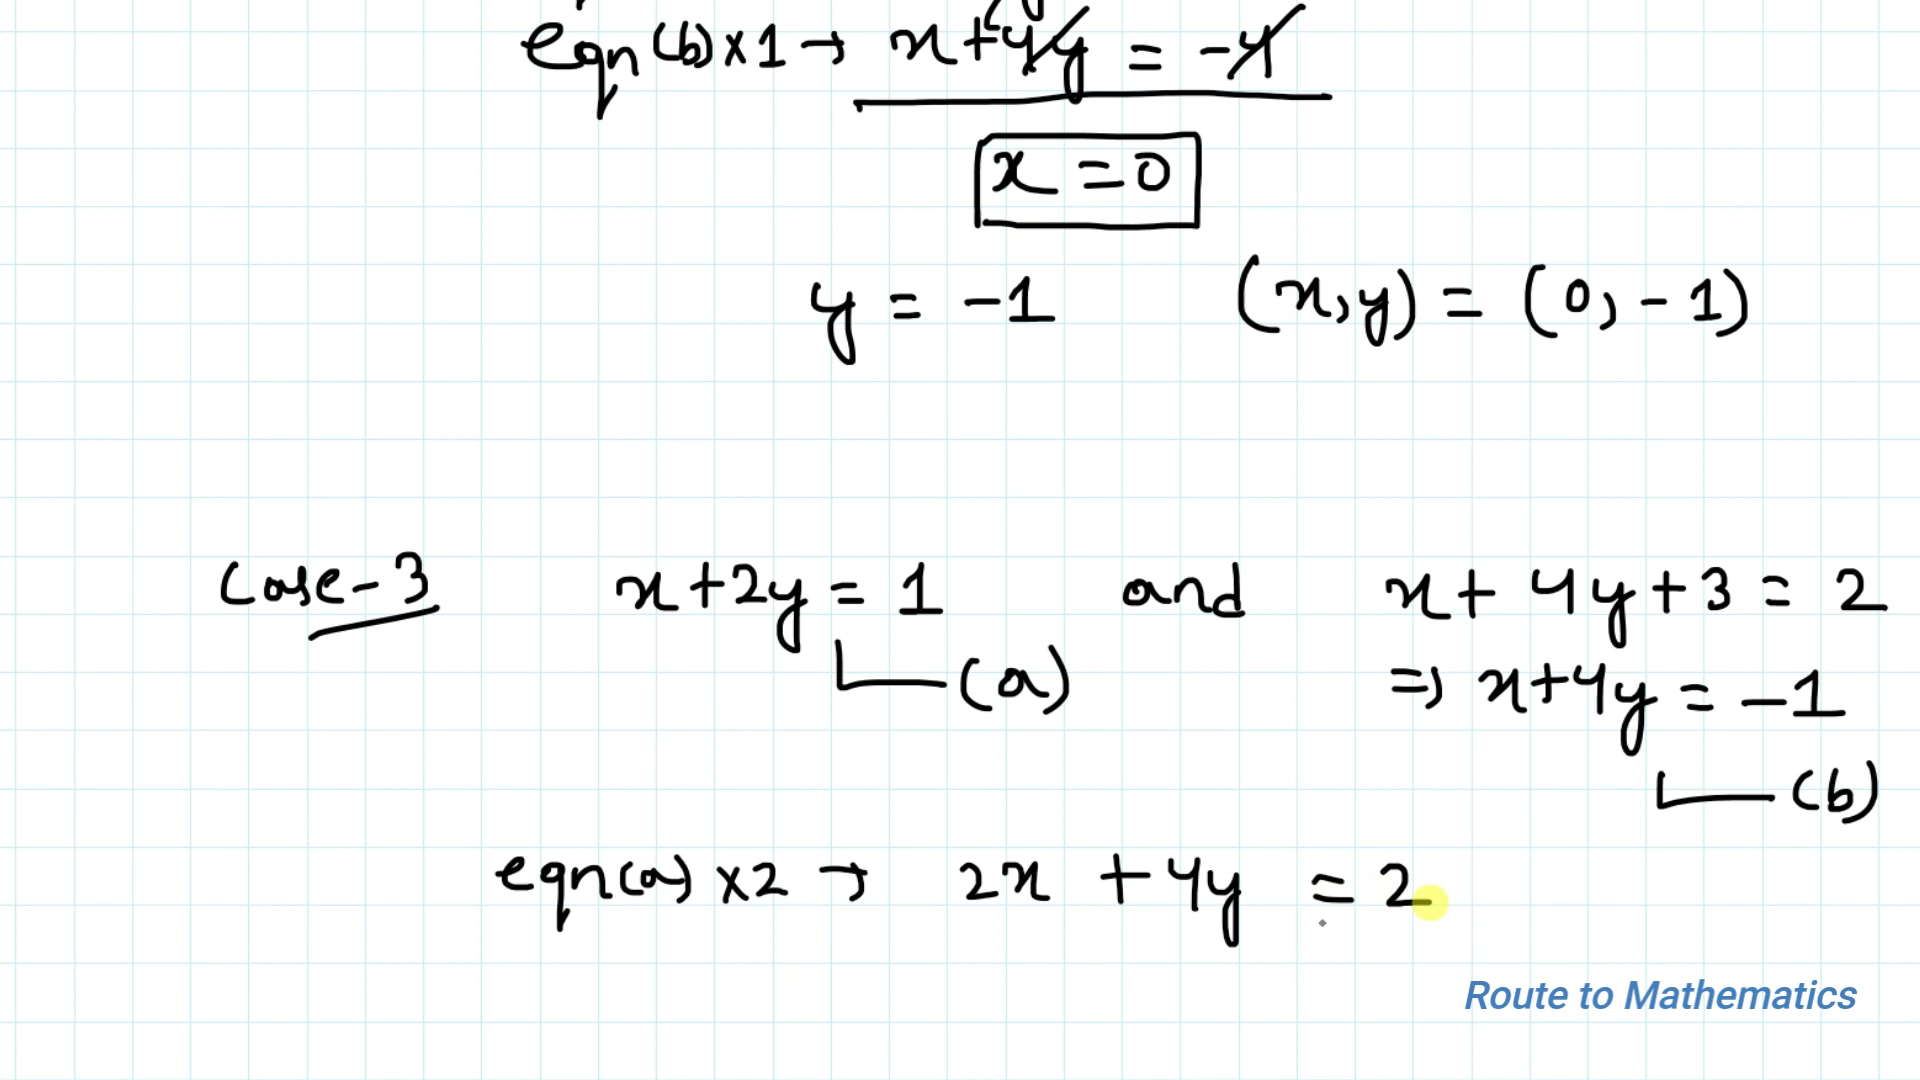 eqn (b) x 1 → x + 4y = -4
x = 0
y = -1 (x, y) = (0, -1)
Case - 3 x + 2y = 1 and x + 4y + 3 = 2
(a) => x + 4y = -1
(b)
eqn (a) x 2 → 2x + 4y = 2
Route to Mathematics